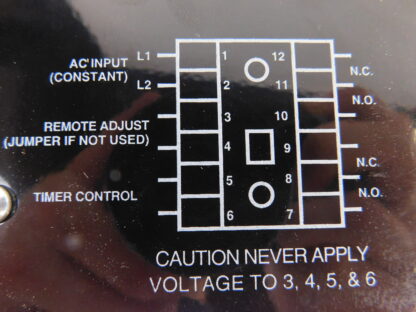 L1 1 12
AC INPUT
(CONSTANT)
N.C.
L2 2 11
N.O.
3 10
REMOTE ADJUST
(JUMPER IF NOT USED)
4 9
N.C.
5 8
TIMER CONTROL
N.O.
6 7
CAUTION NEVER APPLY
VOLTAGE TO 3, 4, 5, & 6